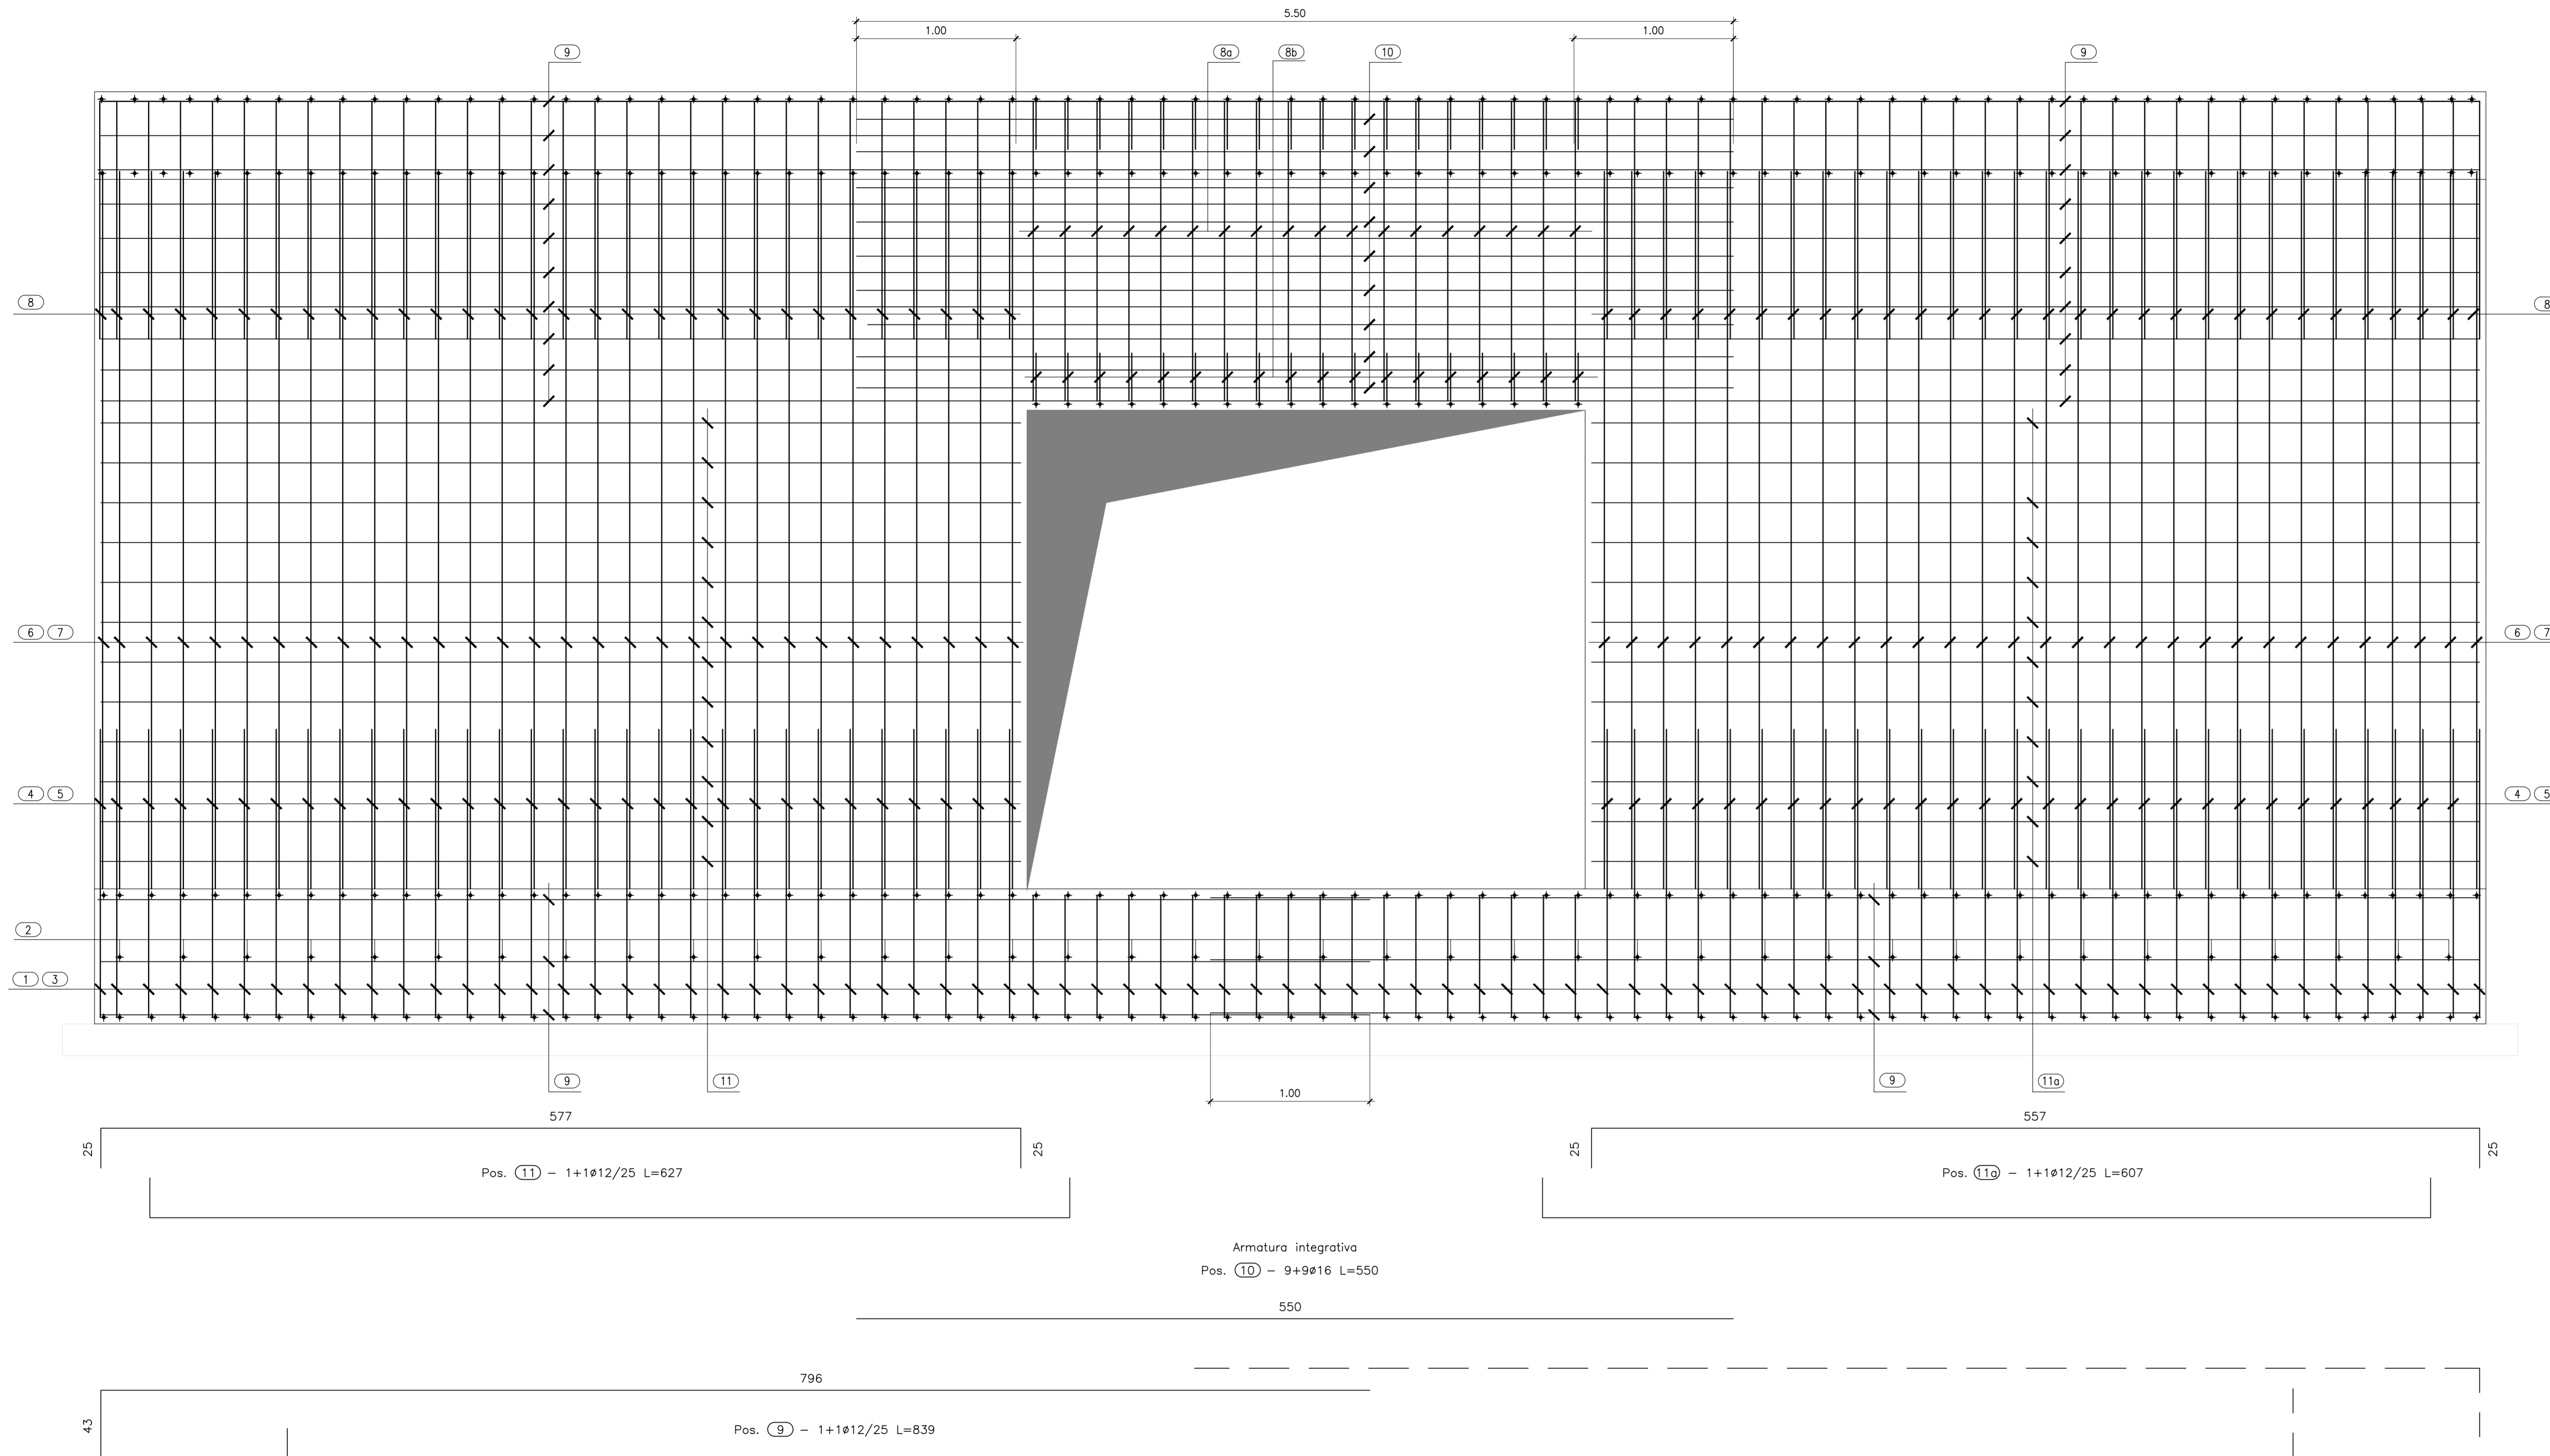 5.50
1.00 1.00
9 8a 8b 10 9
8 8
6 7 6 7
4 5 4 5
2
1 3
9 11 9 11a
1.00
577 557
25 25 25 25
Pos. 11 – 1+1ø12/25 L=627 Pos. 11a – 1+1ø12/25 L=607
Armatura integrativa
Pos. 10 – 9+9ø16 L=550
550
796
43
Pos. 9 – 1+1ø12/25 L=839